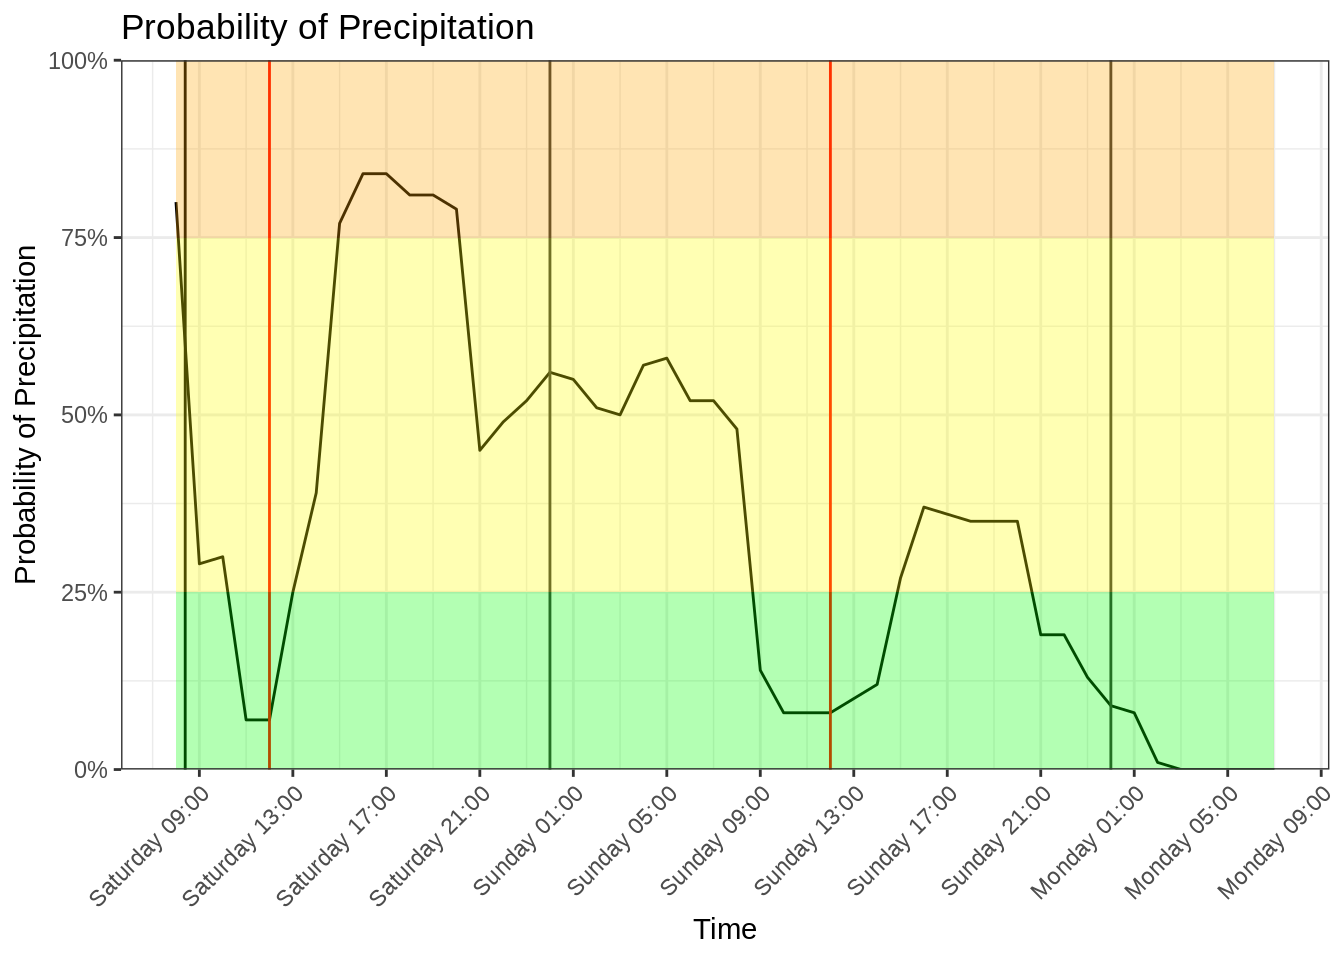 Probability of Precipitation
100%
75%
50%
25%
0%
Probability of Precipitation
Saturday 09:00
Saturday 13:00
Saturday 17:00
Saturday 21:00
Sunday 01:00
Sunday 05:00
Sunday 09:00
Sunday 13:00
Sunday 17:00
Sunday 21:00
Monday 01:00
Monday 05:00
Monday 09:00
Time